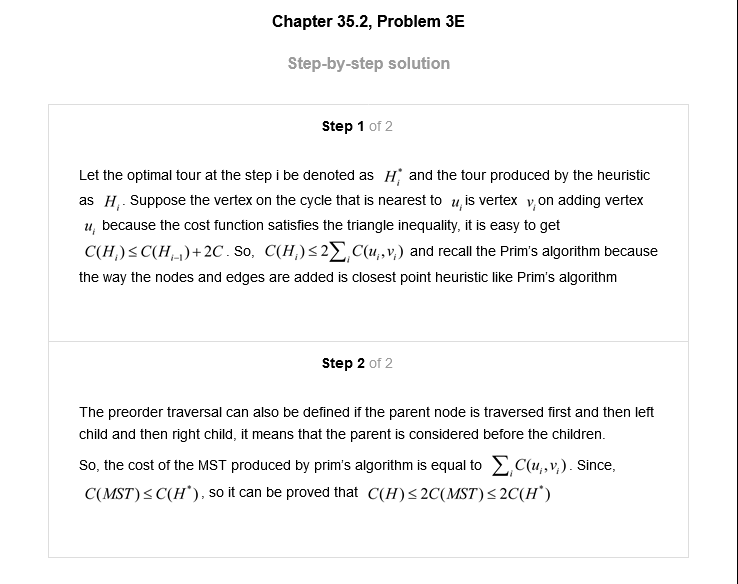 Chapter 35.2, Problem 3E
Step-by-step solution
Step 1 of 2
Let the optimal tour at the step i be denoted as H_i^* and the tour produced by the heuristic
as H_i. Suppose the vertex on the cycle that is nearest to u_i is vertex v_i on adding vertex
u_i because the cost function satisfies the triangle inequality, it is easy to get
C(H_i) ≤ C(H_{i-1}) + 2C. So, C(H_i) ≤ 2∑_i C(u_i, v_i) and recall the Prim's algorithm because
the way the nodes and edges are added is closest point heuristic like Prim's algorithm
Step 2 of 2
The preorder traversal can also be defined if the parent node is traversed first and then left
child and then right child, it means that the parent is considered before the children.
So, the cost of the MST produced by prim's algorithm is equal to ∑_i C(u_i, v_i). Since,
C(MST) ≤ C(H^*), so it can be proved that C(H) ≤ 2C(MST) ≤ 2C(H^*)